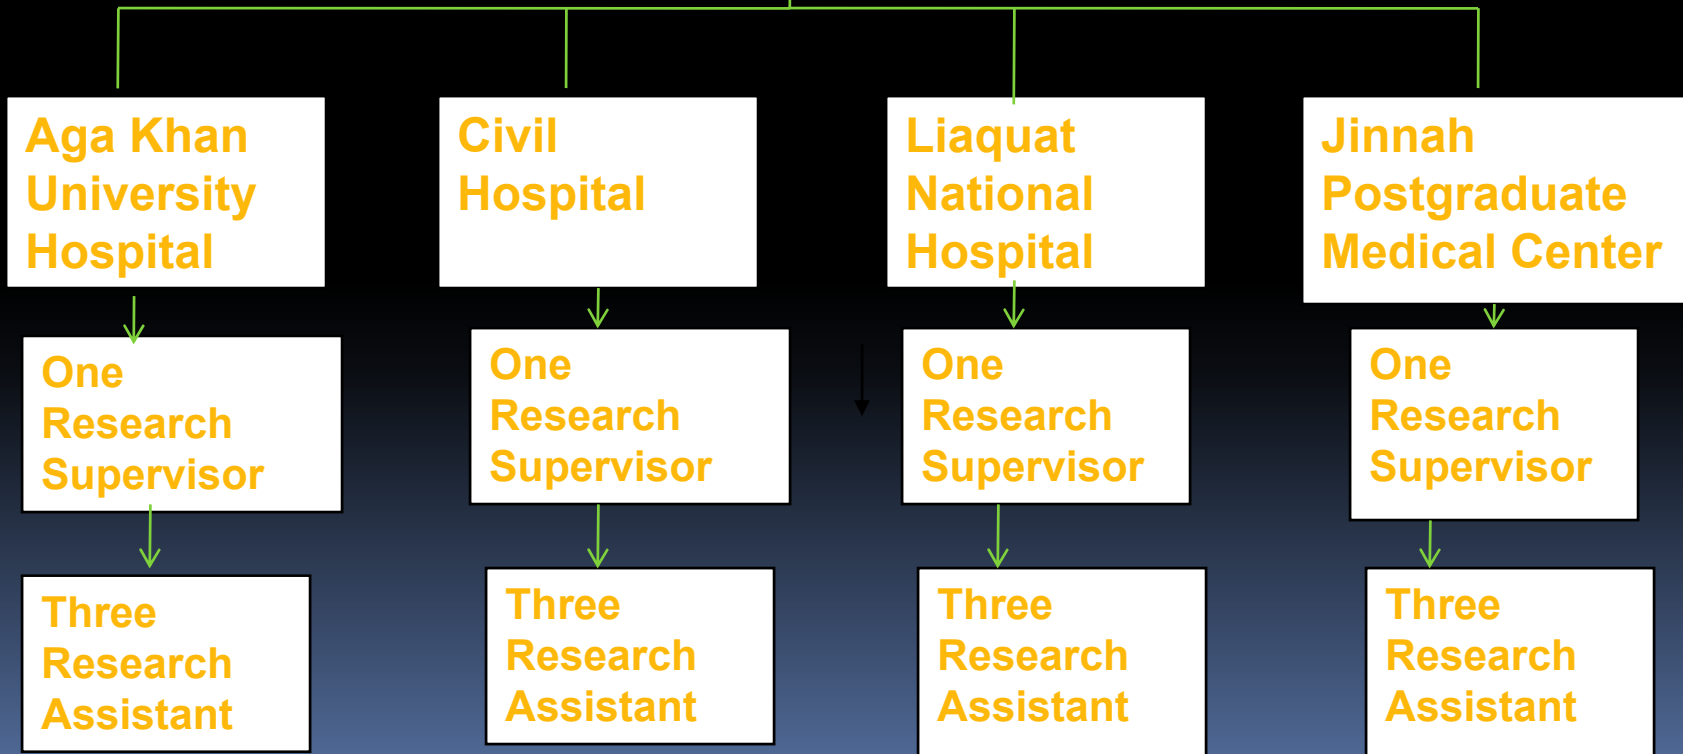 Aga Khan
University
Hospital
Civil
Hospital
Liaquat
National
Hospital
Jinnah
Postgraduate
Medical Center
One
Research
Supervisor
One
Research
Supervisor
One
Research
Supervisor
One
Research
Supervisor
Three
Research
Assistant
Three
Research
Assistant
Three
Research
Assistant
Three
Research
Assistant